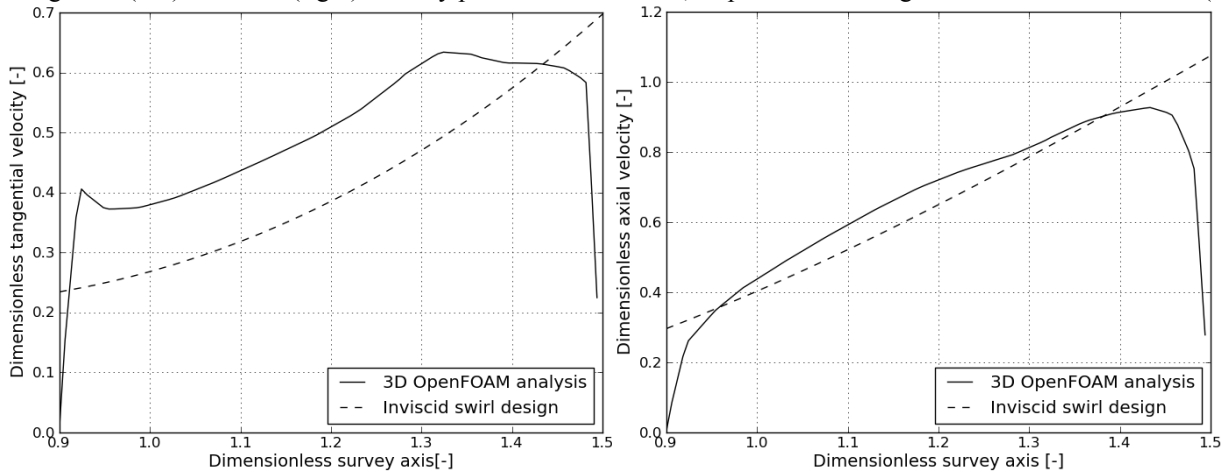 0.7
0.6
0.5
0.4
0.3
0.2
0.1
0.0
Dimensionless tangential velocity [-]
3D OpenFOAM analysis
Inviscid swirl design
0.9 1.0 1.1 1.2 1.3 1.4 1.5
Dimensionless survey axis[-]
1.2
1.0
0.8
0.6
0.4
0.2
0.0
Dimensionless axial velocity [-]
3D OpenFOAM analysis
Inviscid swirl design
0.9 1.0 1.1 1.2 1.3 1.4 1.5
Dimensionless survey axis [-]